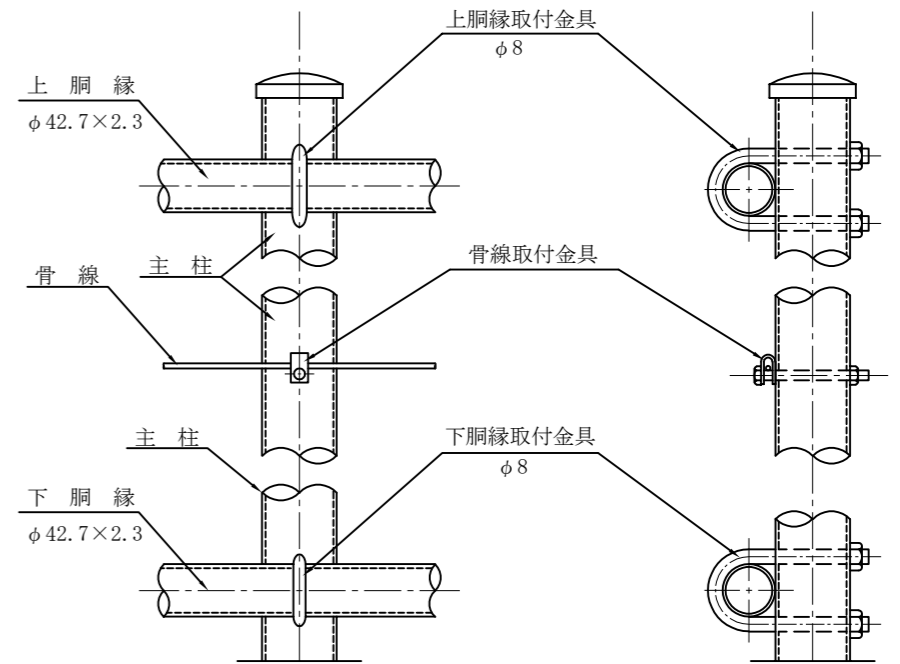 上胴縁取付金具
φ8
上 胴 縁
φ42.7×2.3
主 柱
骨線取付金具
骨 線
主 柱
下胴縁取付金具
φ8
下 胴 縁
φ42.7×2.3